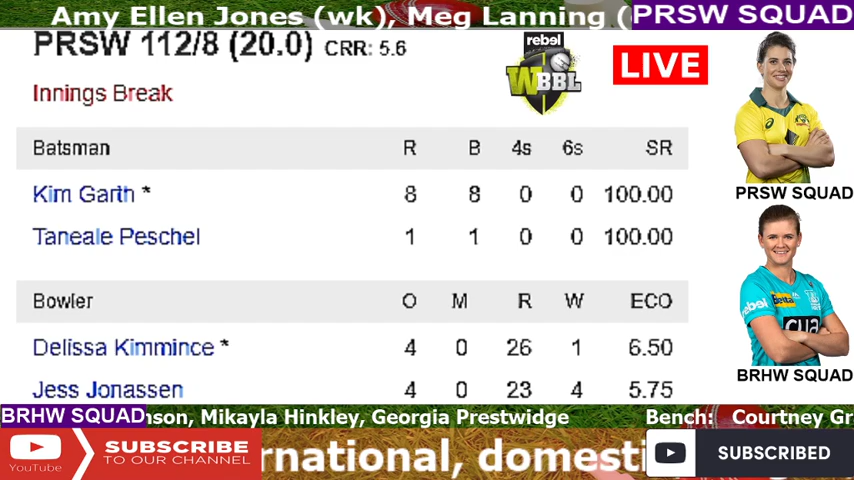 Amy Ellen Jones (wk), Meg Lanning (
PRSW SQUAD
PRSW 112/8 (20.0) CRR: 5.6
rebel
WBBL
LIVE
Innings Break
Batsman R B 4s 6s SR
Kim Garth * 8 8 0 0 100.00
Taneale Peschel 1 1 0 0 100.00
PRSW SQUAD
Bowler O M R W ECO
Delissa Kimmince * 4 0 26 1 6.50
Jess Jonassen 4 0 23 4 5.75
rebel
BRHW SQUAD
BRHW SQUAD nson, Mikayla Hinkley, Georgia Prestwidge Bench: Courtney Gr
YouTube
SUBSCRIBE
TO OUR CHANNEL
rnational, domesti
SUBSCRIBED